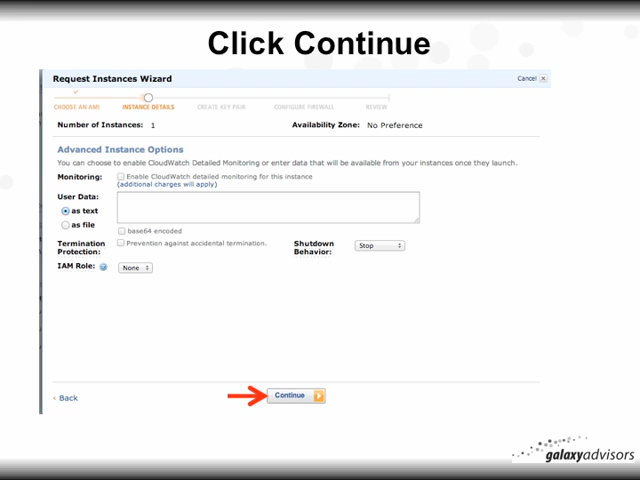 Click Continue
Request Instances Wizard
Cancel
CHOOSE AN AMI INSTANCE DETAILS CREATE KEY PAIR CONFIGURE FIREWALL REVIEW
Number of Instances: 1 Availability Zone: No Preference
Advanced Instance Options
You can choose to enable CloudWatch Detailed Monitoring or enter data that will be available from your instances once they launch.
Monitoring: Enable CloudWatch detailed monitoring for this instance
(additional charges will apply)
User Data:
as text
as file
base64 encoded
Termination Protection: Prevention against accidental termination.
Shutdown Behavior: Stop
IAM Role: None
Continue
‹ Back
galaxyadvisors